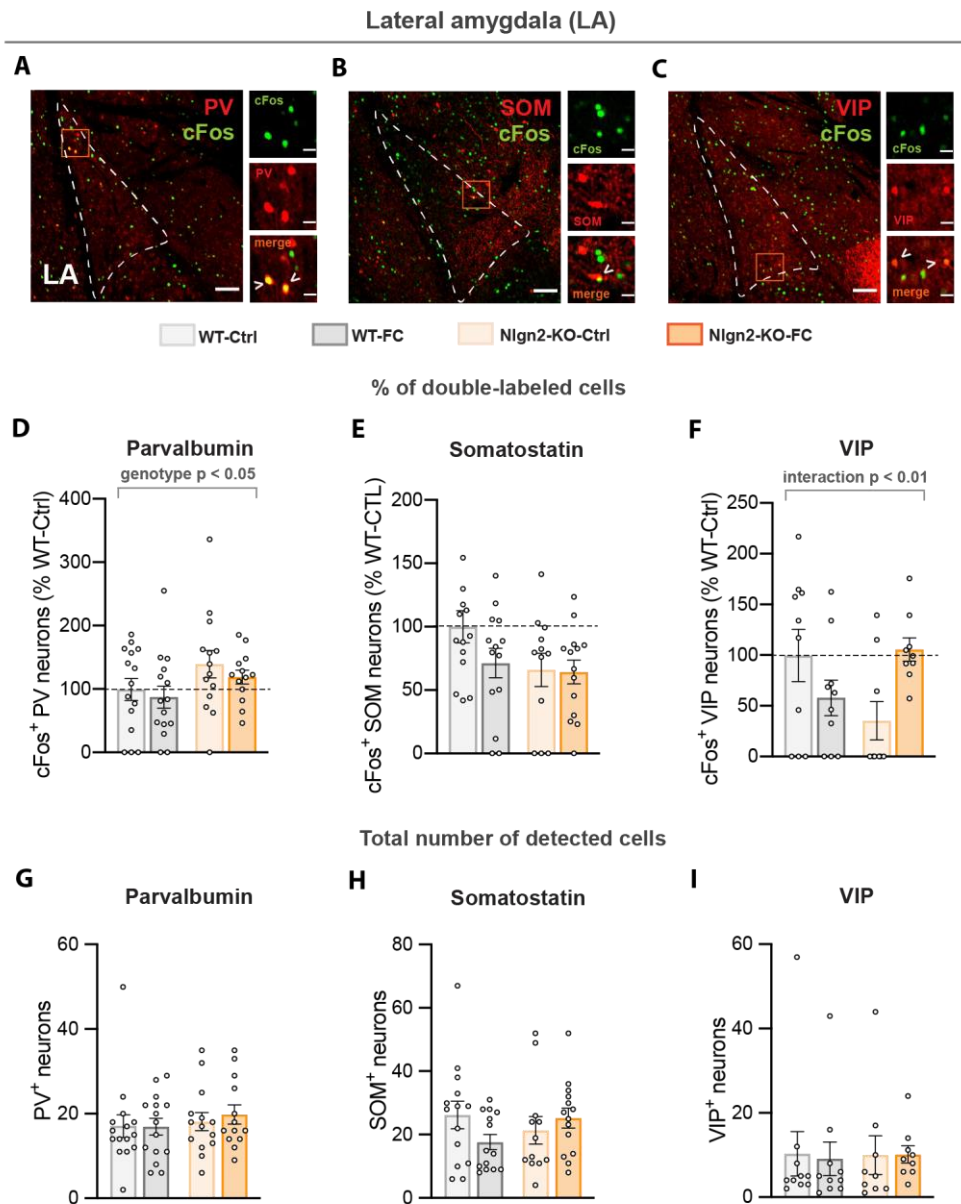 Lateral amygdala (LA)
A
B
C
PV
cFos
LA
cFos
PV
merge
SOM
cFos
cFos
SOM
merge
VIP
cFos
cFos
VIP
merge
WT-Ctrl
WT-FC
Nlgn2-KO-Ctrl
Nlgn2-KO-FC
% of double-labeled cells
D
Parvalbumin
genotype p < 0.05
cFos+ PV neurons (% WT-Ctrl)
400
300
200
100
0
E
Somatostatin
cFos+ SOM neurons (% WT-CTL)
200
150
100
50
0
F
VIP
interaction p < 0.01
cFos+ VIP neurons (% WT-Ctrl)
250
200
150
100
50
0
Total number of detected cells
G
Parvalbumin
PV+ neurons
60
40
20
0
H
Somatostatin
SOM+ neurons
80
60
40
20
0
I
VIP
VIP+ neurons
60
40
20
0